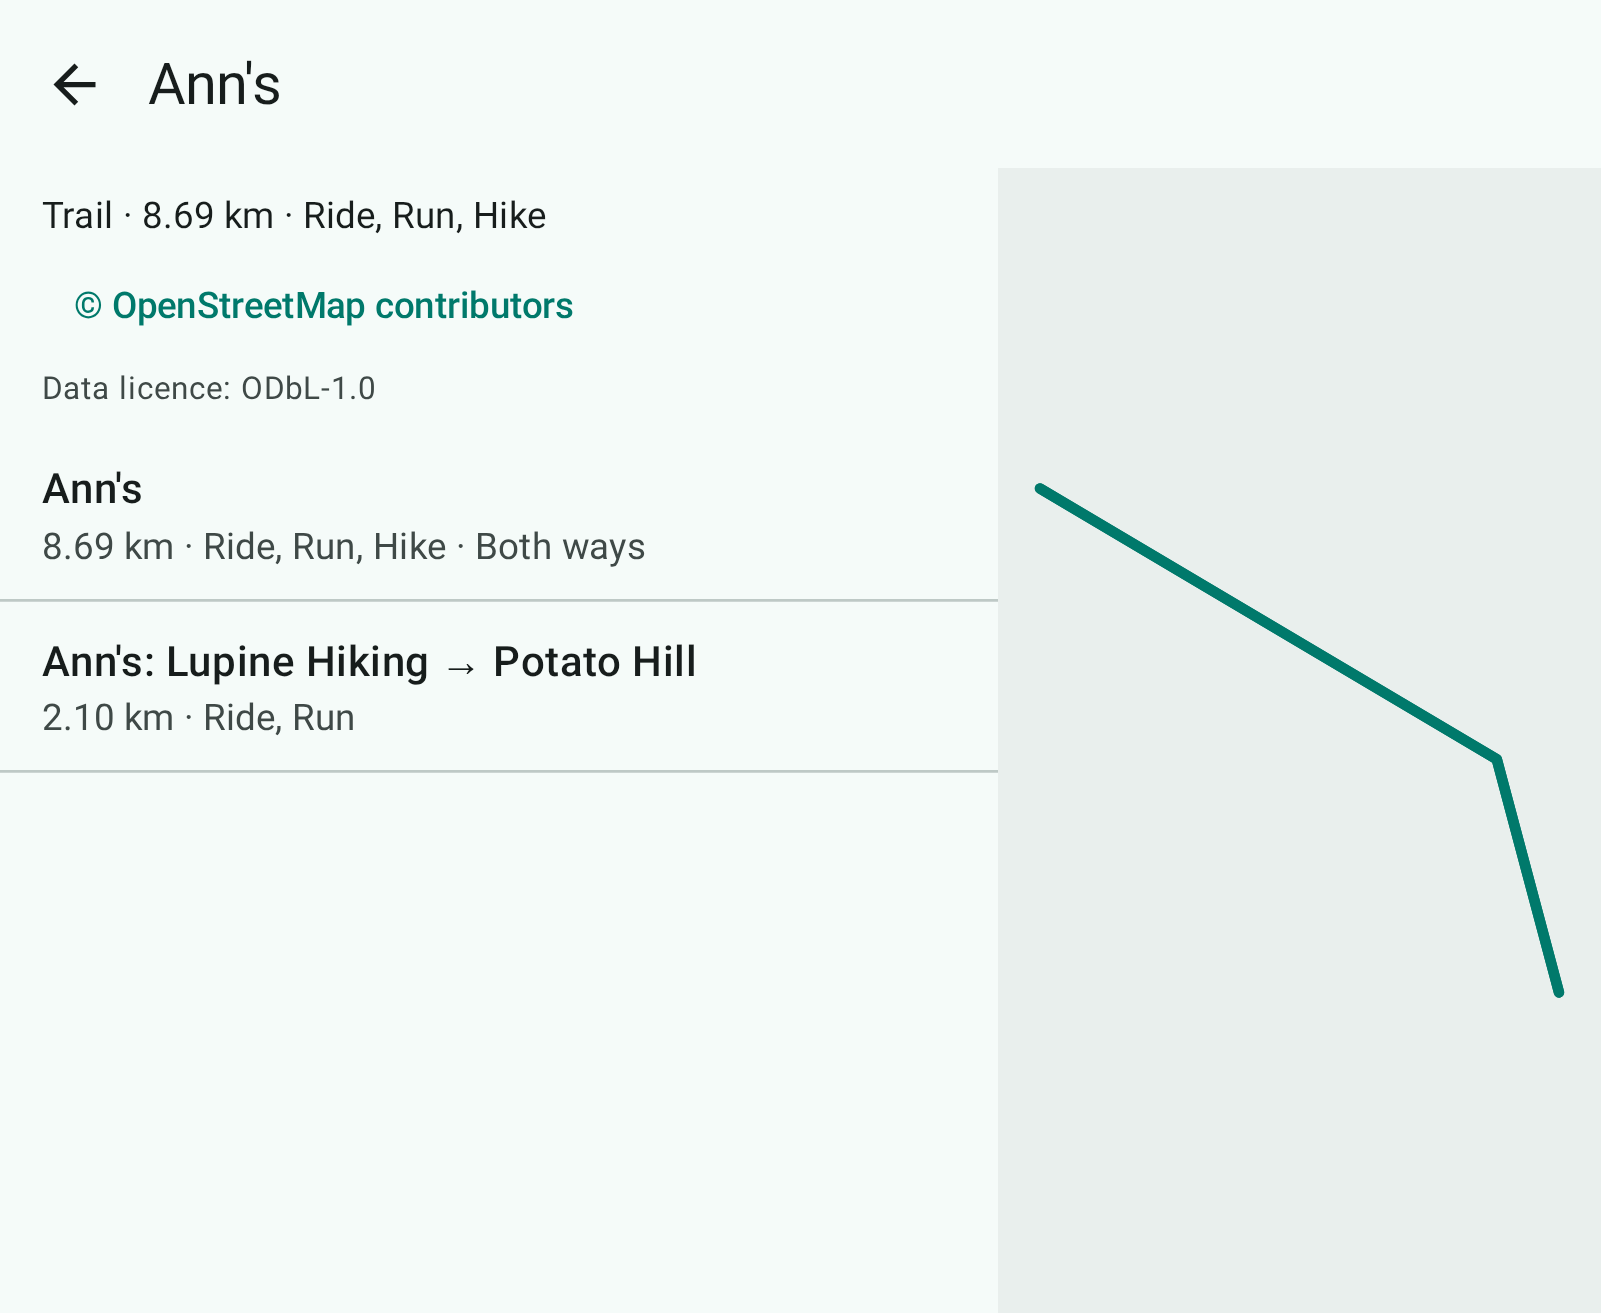 Ann's
Trail · 8.69 km · Ride, Run, Hike
© OpenStreetMap contributors
Data licence: ODbL-1.0
Ann's
8.69 km · Ride, Run, Hike · Both ways
Ann's: Lupine Hiking → Potato Hill
2.10 km · Ride, Run